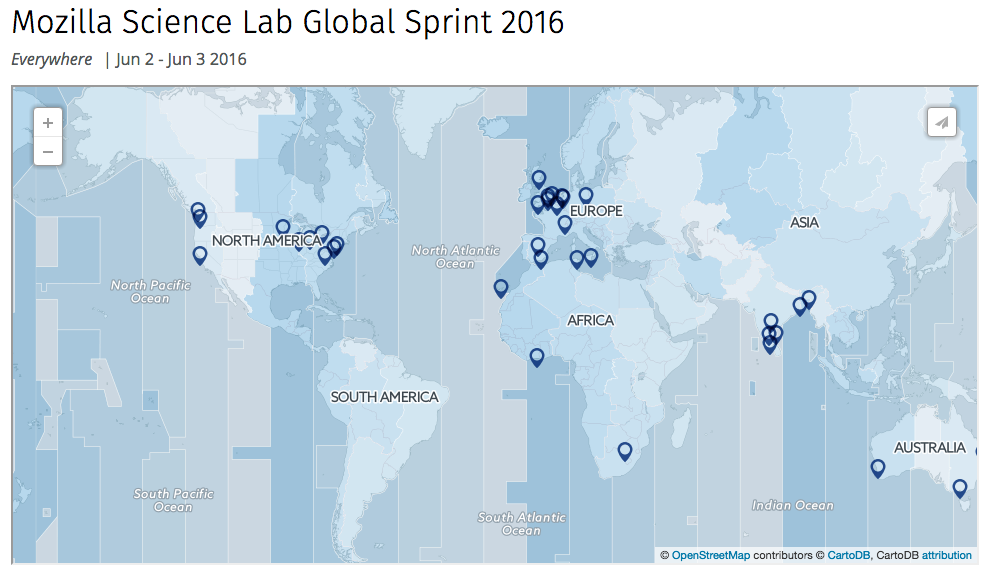 Mozilla Science Lab Global Sprint 2016
Everywhere | Jun 2 - Jun 3 2016
+
−
NORTH AMERICA
EUROPE
ASIA
North Atlantic
Ocean
North Pacific
Ocean
AFRICA
SOUTH AMERICA
AUSTRALIA
South Pacific
Ocean
South Atlantic
Ocean
Indian Ocean
© OpenStreetMap contributors © CartoDB, CartoDB attribution